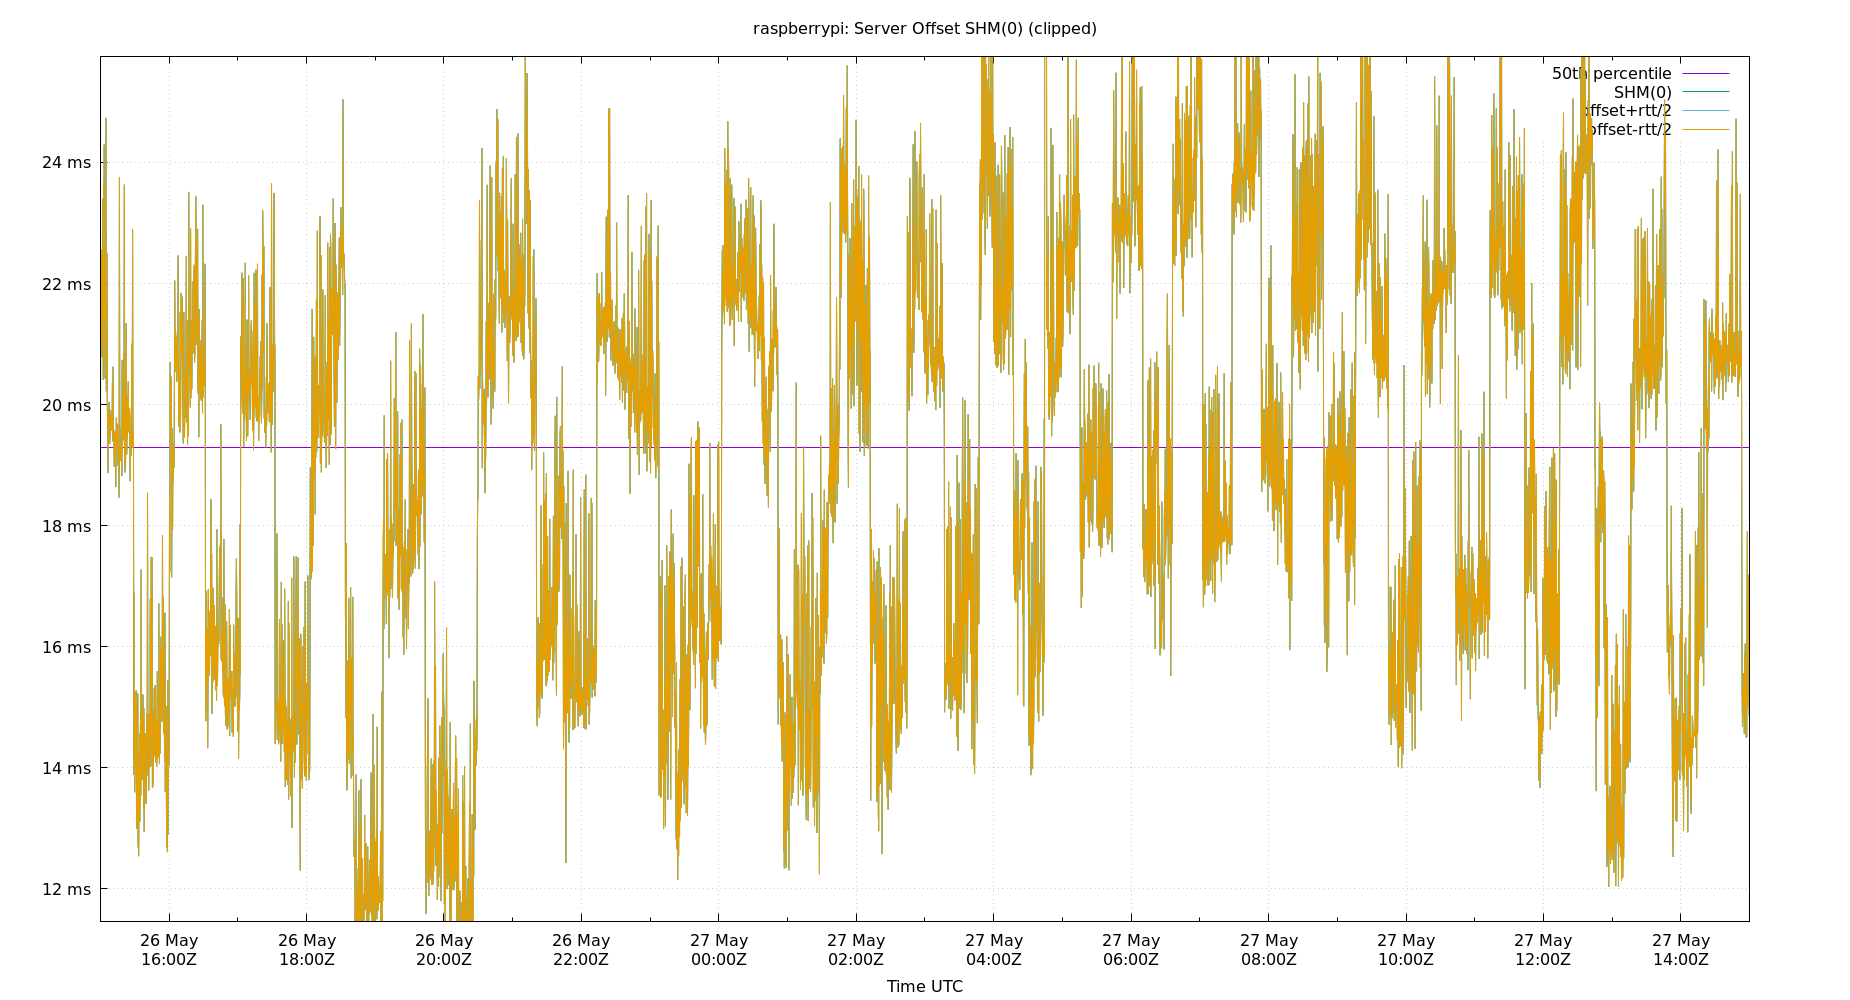 raspberrypi: Server Offset SHM(0) (clipped)
50th percentile
SHM(0)
offset+rtt/2
offset-rtt/2
24 ms
22 ms
20 ms
18 ms
16 ms
14 ms
12 ms
26 May 26 May 26 May 26 May 27 May 27 May 27 May 27 May 27 May 27 May 27 May 27 May
16:00Z 18:00Z 20:00Z 22:00Z 00:00Z 02:00Z 04:00Z 06:00Z 08:00Z 10:00Z 12:00Z 14:00Z
Time UTC